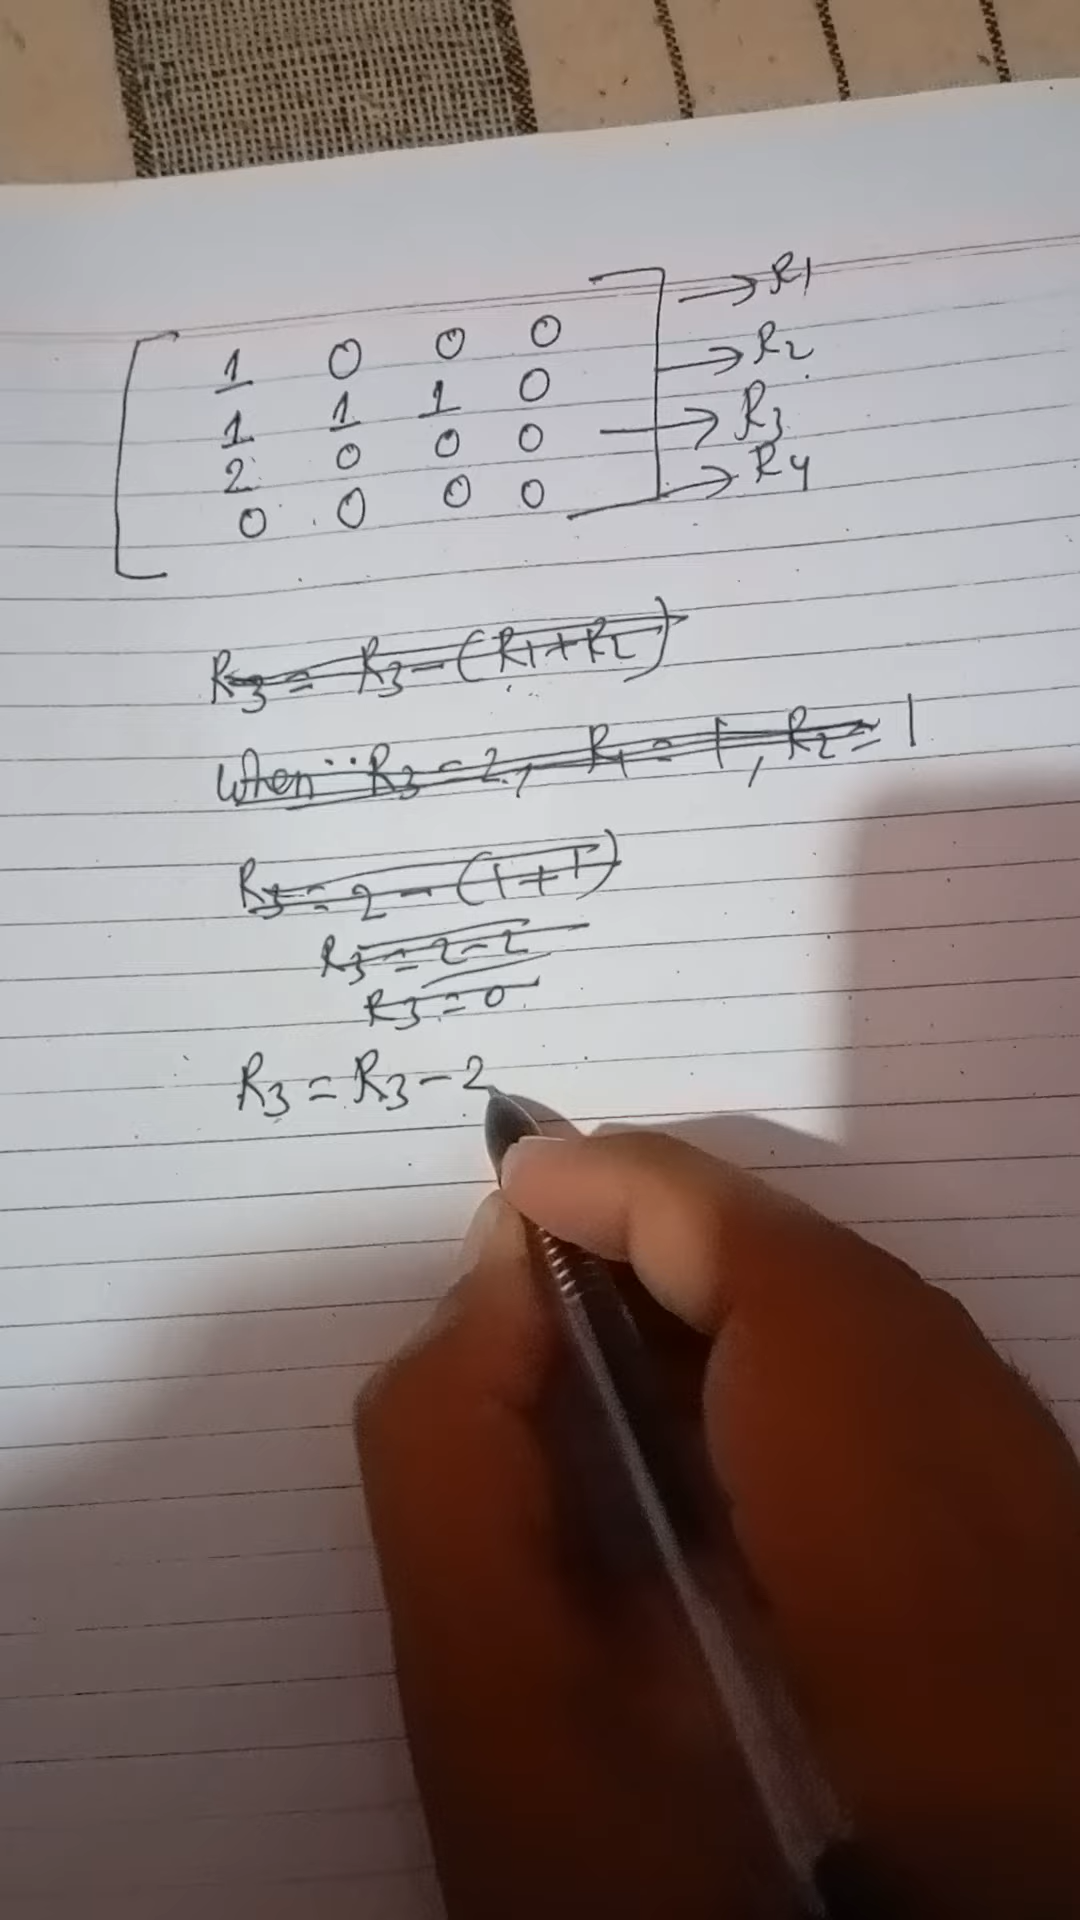 1 0 0 0 → R1
1 1 1 0 → R2
2 0 0 0 → R3
0 0 0 0 → R4
R3 = R3 - (R1 + R2)
when R3 = 2, R1 = 1, R2 = 1
R3 = 2 - (1 + 1)
R3 = 2 - 2
R3 = 0
R3 = R3 - 2